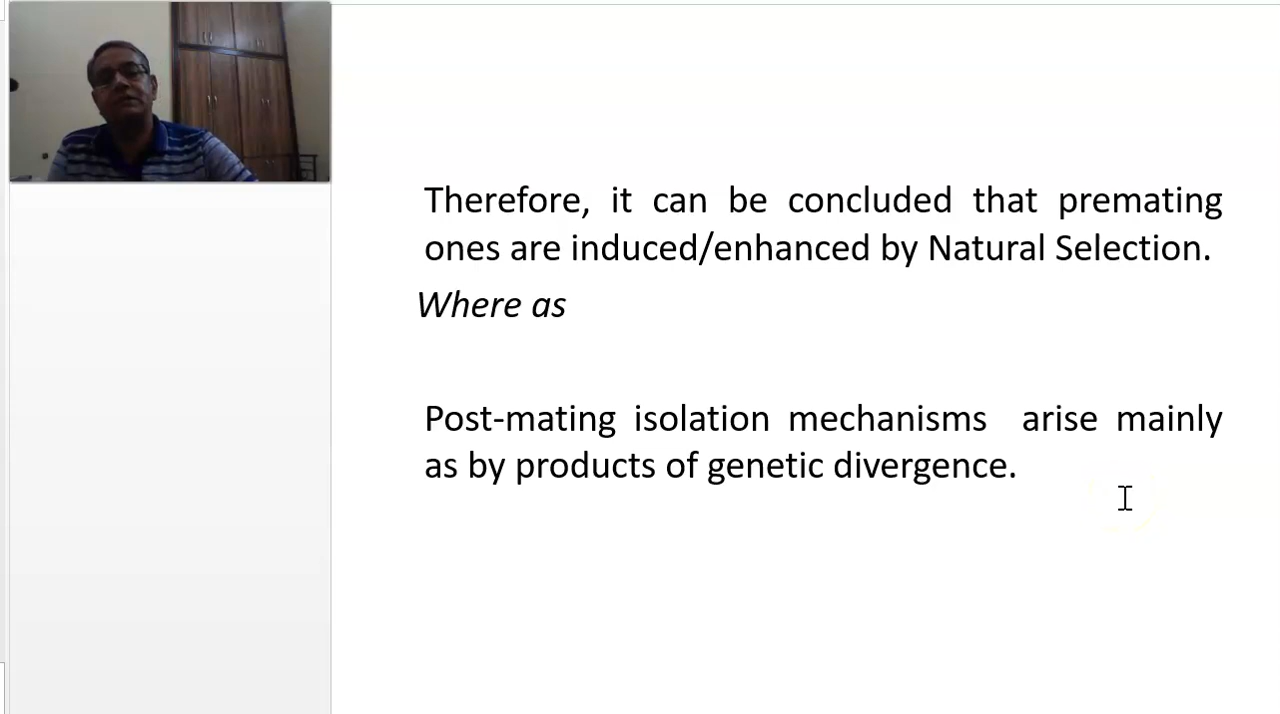 Therefore, it can be concluded that premating
ones are induced/enhanced by Natural Selection.
Where as
Post-mating isolation mechanisms arise mainly
as by products of genetic divergence.